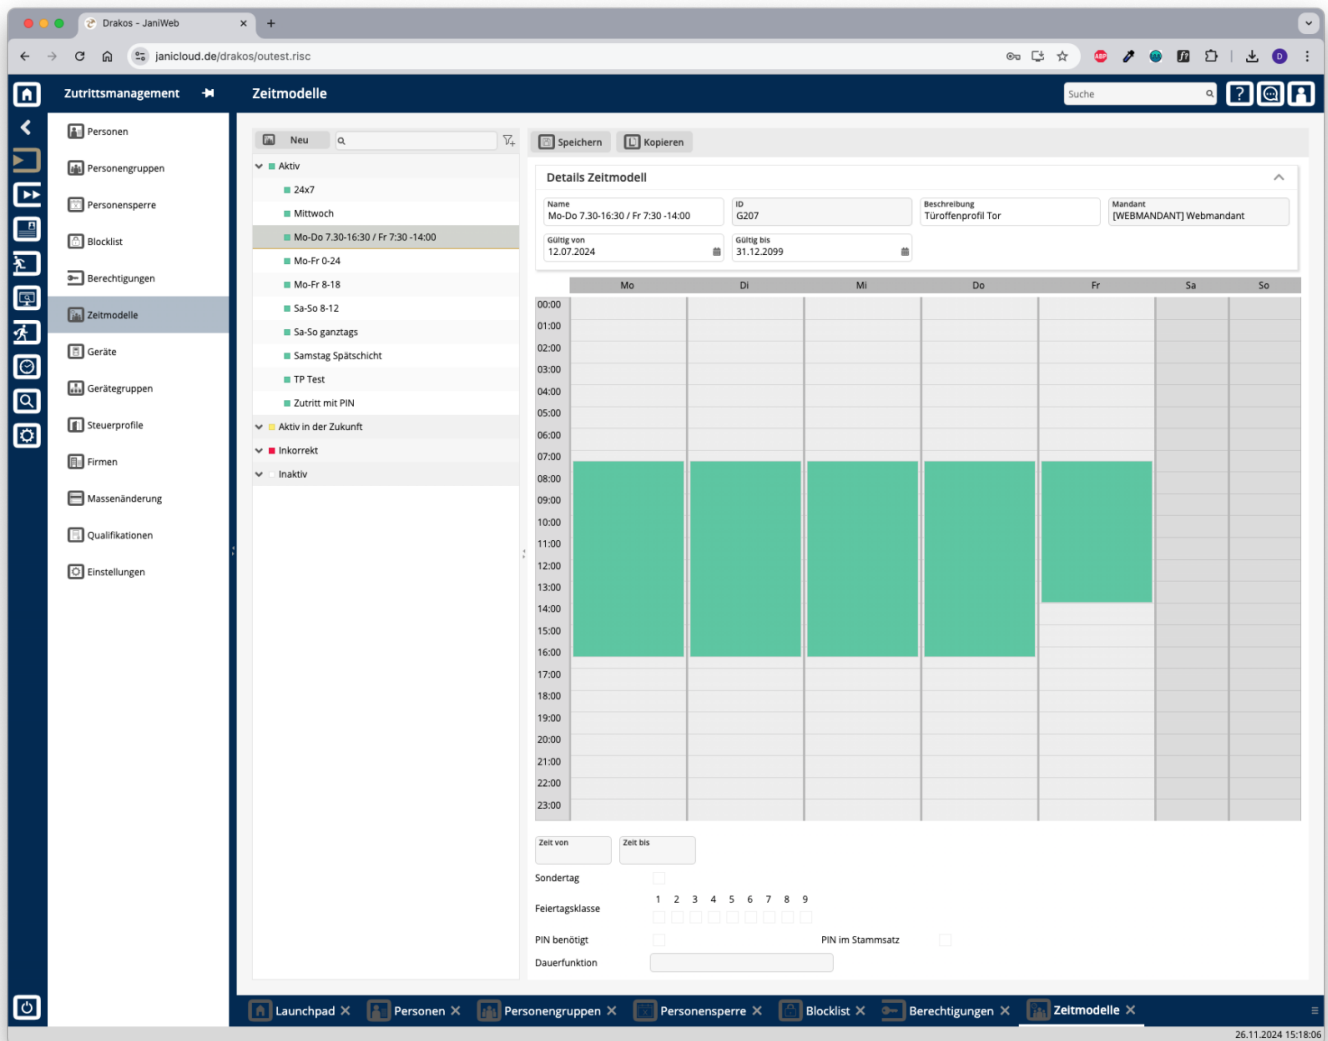 Drakos - JaniWeb
janicloud.de/drakos/outest.risc
ABP
D
Zutrittsmanagement
Zeitmodelle
Suche
?
Personen
Personengruppen
Personensperre
Blocklist
Berechtigungen
Zeitmodelle
Geräte
Gerätegruppen
Steuerprofile
Firmen
Massenänderung
Qualifikationen
Einstellungen
Neu
Aktiv
24x7
Mittwoch
Mo-Do 7.30-16:30 / Fr 7:30 -14:00
Mo-Fr 0-24
Mo-Fr 8-18
Sa-So 8-12
Sa-So ganztags
Samstag Spätschicht
TP Test
Zutritt mit PIN
Aktiv in der Zukunft
Inkorrekt
Inaktiv
Speichern
Kopieren
Details Zeitmodell
Name
Mo-Do 7.30-16:30 / Fr 7:30 -14:00
ID
G207
Beschreibung
Türoffenprofil Tor
Mandant
[WEBMANDANT] Webmandant
Gültig von
12.07.2024
Gültig bis
31.12.2099
Mo Di Mi Do Fr Sa So
00:00
01:00
02:00
03:00
04:00
05:00
06:00
07:00
08:00
09:00
10:00
11:00
12:00
13:00
14:00
15:00
16:00
17:00
18:00
19:00
20:00
21:00
22:00
23:00
Zeit von
Zeit bis
Sondertag
1 2 3 4 5 6 7 8 9
Feiertagsklasse
PIN benötigt
PIN im Stammsatz
Dauerfunktion
Launchpad
Personen
Personengruppen
Personensperre
Blocklist
Berechtigungen
Zeitmodelle
26.11.2024 15:18:06